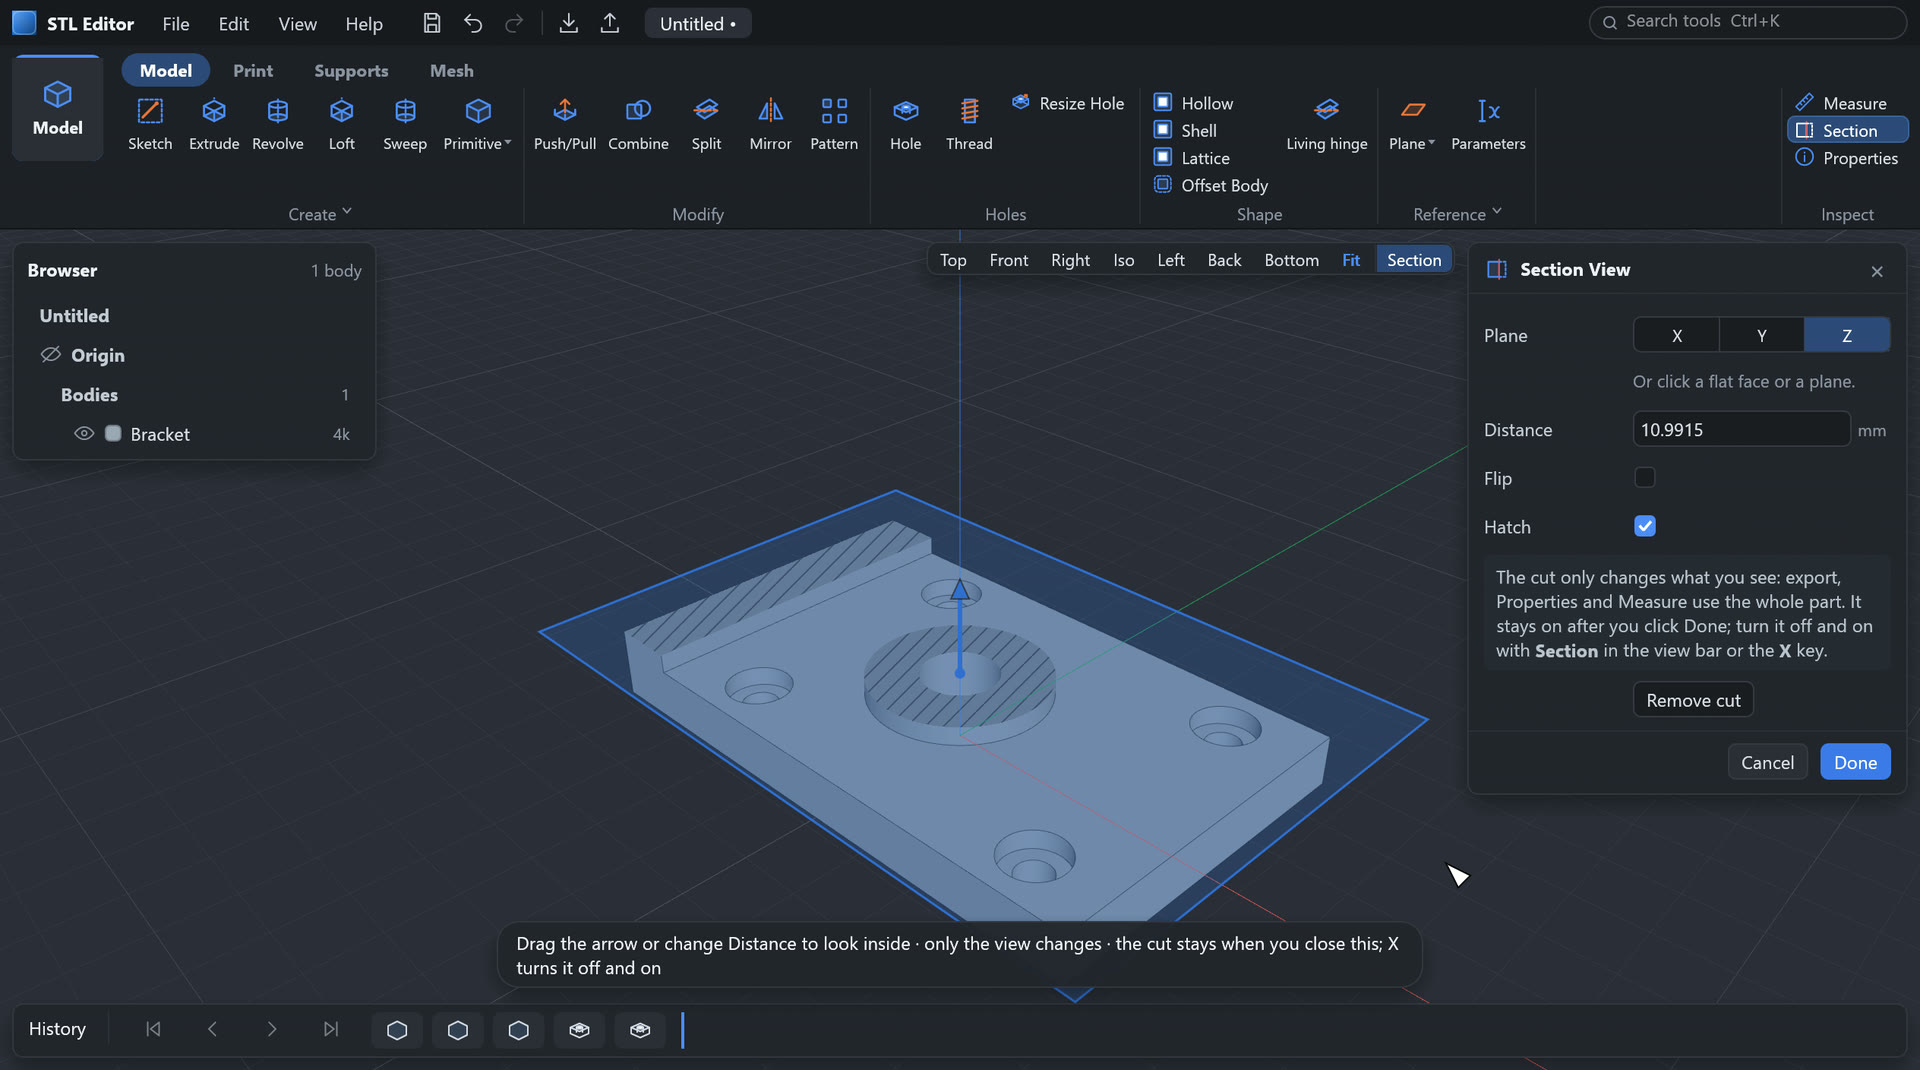 STL Editor File Edit View Help Untitled • Search tools Ctrl+K
Model Print Supports Mesh
Model
Sketch Extrude Revolve Loft Sweep Primitive
Create
Push/Pull Combine Split Mirror Pattern
Modify
Hole Thread Resize Hole
Holes
Hollow
Shell
Lattice
Offset Body
Living hinge
Shape
Plane Parameters
Reference
Measure
Section
Properties
Inspect
Browser 1 body
Untitled
Origin
Bodies 1
Bracket 4k
Top Front Right Iso Left Back Bottom Fit Section
Section View
Plane X Y Z
Or click a flat face or a plane.
Distance 10.9915 mm
Flip
Hatch
The cut only changes what you see: export,
Properties and Measure use the whole part. It
stays on after you click Done; turn it off and on
with Section in the view bar or the X key.
Remove cut
Cancel Done
Drag the arrow or change Distance to look inside · only the view changes · the cut stays when you close this; X
turns it off and on
History